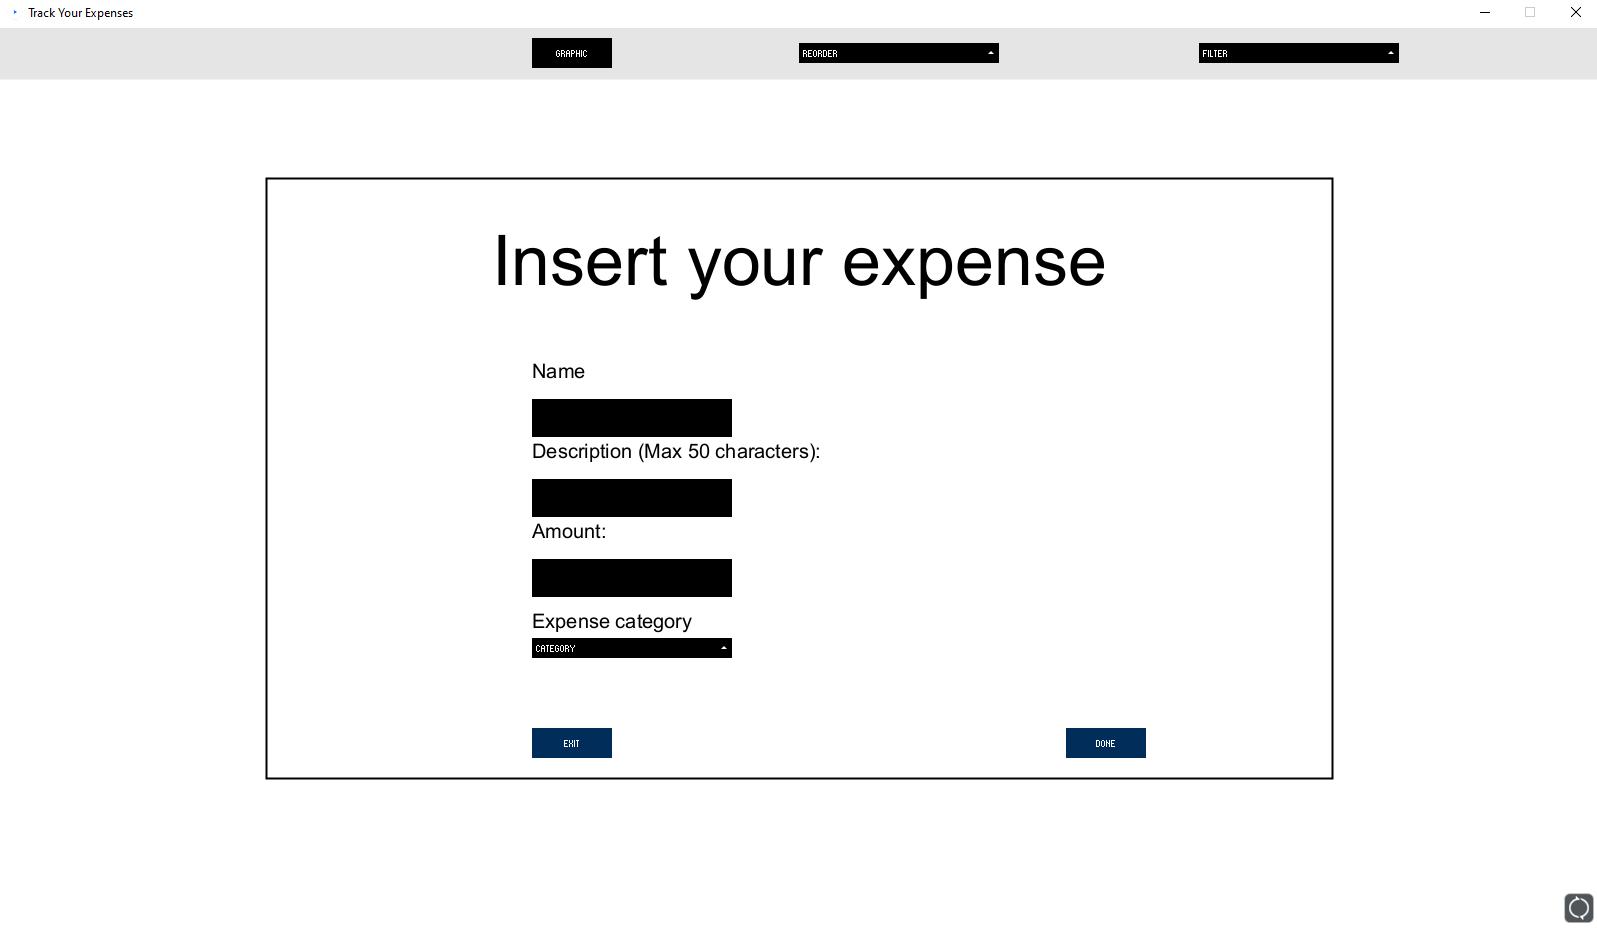 Track Your Expenses
GRAPHIC
REORDER
FILTER
Insert your expense
Name
Description (Max 50 characters):
Amount:
Expense category
CATEGORY
EXIT
DONE